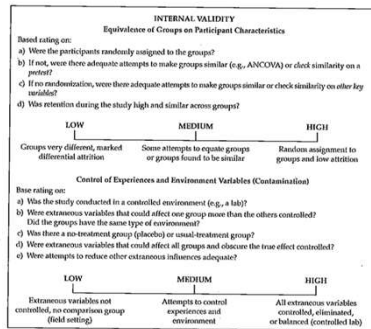 INTERNAL VALIDITY
Equivalence of Groups on Participant Characteristics
Based rating on:
a) Were the participants randomly assigned to the groups?
b) If not, were there adequate attempts to make groups similar (e.g., ANCOVA) or check similarity on a
pretest?
c) If no randomization, were there adequate attempts to make groups similar or check similarity on other key
variables?
d) Was retention during the study high and similar across groups?
LOW MEDIUM HIGH
Groups very different, marked
differential attrition
Some attempts to equate groups
or groups found to be similar
Random assignment to
groups and low attrition
Control of Experiences and Environment Variables (Contamination)
Base rating on:
a) Was the study conducted in a controlled environment (e.g., a lab)?
b) Were extraneous variables that could affect one group more than the others controlled?
Did the groups have the same type of environment?
c) Was there a no-treatment group (placebo) or usual-treatment group?
d) Were extraneous variables that could affect all groups and obscure the true effect controlled?
e) Were attempts to reduce other extraneous influences adequate?
LOW MEDIUM HIGH
Extraneous variables not
controlled, no comparison group
(field setting)
Attempts to control
experiences and
environment
All extraneous variables
controlled, eliminated,
or balanced (controlled lab)